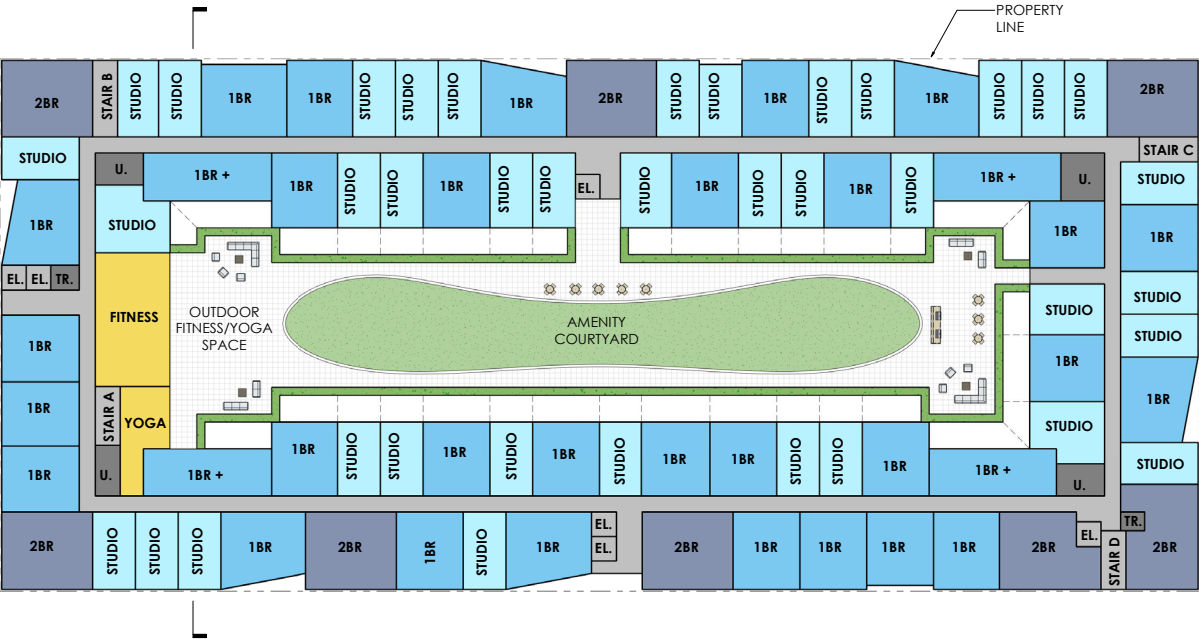 PROPERTY
LINE
2BR
STAIR B
STUDIO
STUDIO
1BR
1BR
STUDIO
STUDIO
STUDIO
1BR
2BR
STUDIO
STUDIO
1BR
STUDIO
STUDIO
1BR
STUDIO
STUDIO
STUDIO
2BR
STUDIO
U.
1BR +
1BR
STUDIO
STUDIO
1BR
STUDIO
STUDIO
EL.
STUDIO
1BR
STUDIO
STUDIO
1BR
STUDIO
1BR +
U.
STAIR C
STUDIO
1BR
STUDIO
1BR
1BR
EL.
EL.
TR.
FITNESS
OUTDOOR
FITNESS/YOGA
SPACE
AMENITY
COURTYARD
STUDIO
STUDIO
STUDIO
1BR
1BR
1BR
1BR
STAIR A
YOGA
STUDIO
1BR
U.
1BR +
1BR
STUDIO
STUDIO
1BR
STUDIO
1BR
STUDIO
1BR
1BR
STUDIO
STUDIO
1BR
1BR +
U.
STUDIO
1BR
2BR
STUDIO
STUDIO
STUDIO
1BR
2BR
1BR
STUDIO
1BR
EL.
EL.
2BR
1BR
1BR
1BR
1BR
2BR
EL.
STAIR D
TR.
2BR